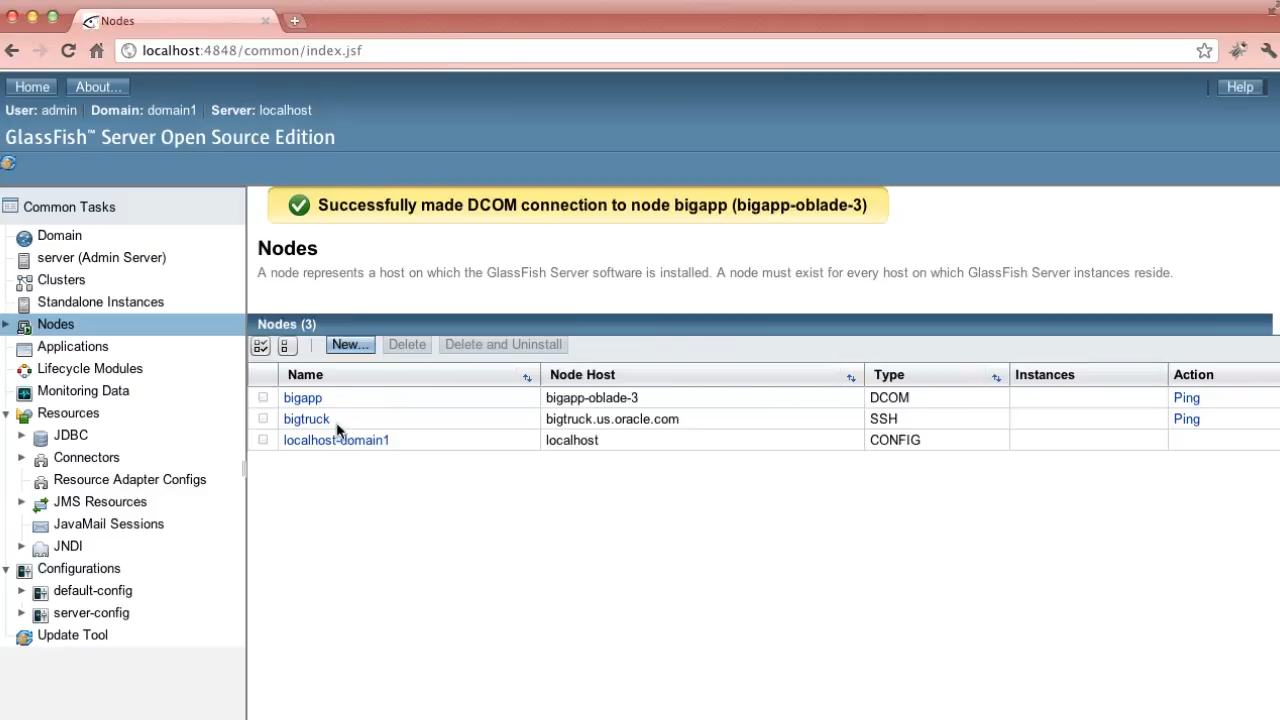 Nodes
localhost:4848/common/index.jsf
Home About... Help
User: admin Domain: domain1 Server: localhost
GlassFish™ Server Open Source Edition
Common Tasks
Domain
server (Admin Server)
Clusters
Standalone Instances
Nodes
Applications
Lifecycle Modules
Monitoring Data
Resources
JDBC
Connectors
Resource Adapter Configs
JMS Resources
JavaMail Sessions
JNDI
Configurations
default-config
server-config
Update Tool
Successfully made DCOM connection to node bigapp (bigapp-oblade-3)
Nodes
A node represents a host on which the GlassFish Server software is installed. A node must exist for every host on which GlassFish Server instances reside.
Nodes (3)
New... Delete Delete and Uninstall
Name Node Host Type Instances Action
bigapp bigapp-oblade-3 DCOM Ping
bigtruck bigtruck.us.oracle.com SSH Ping
localhost-domain1 localhost CONFIG